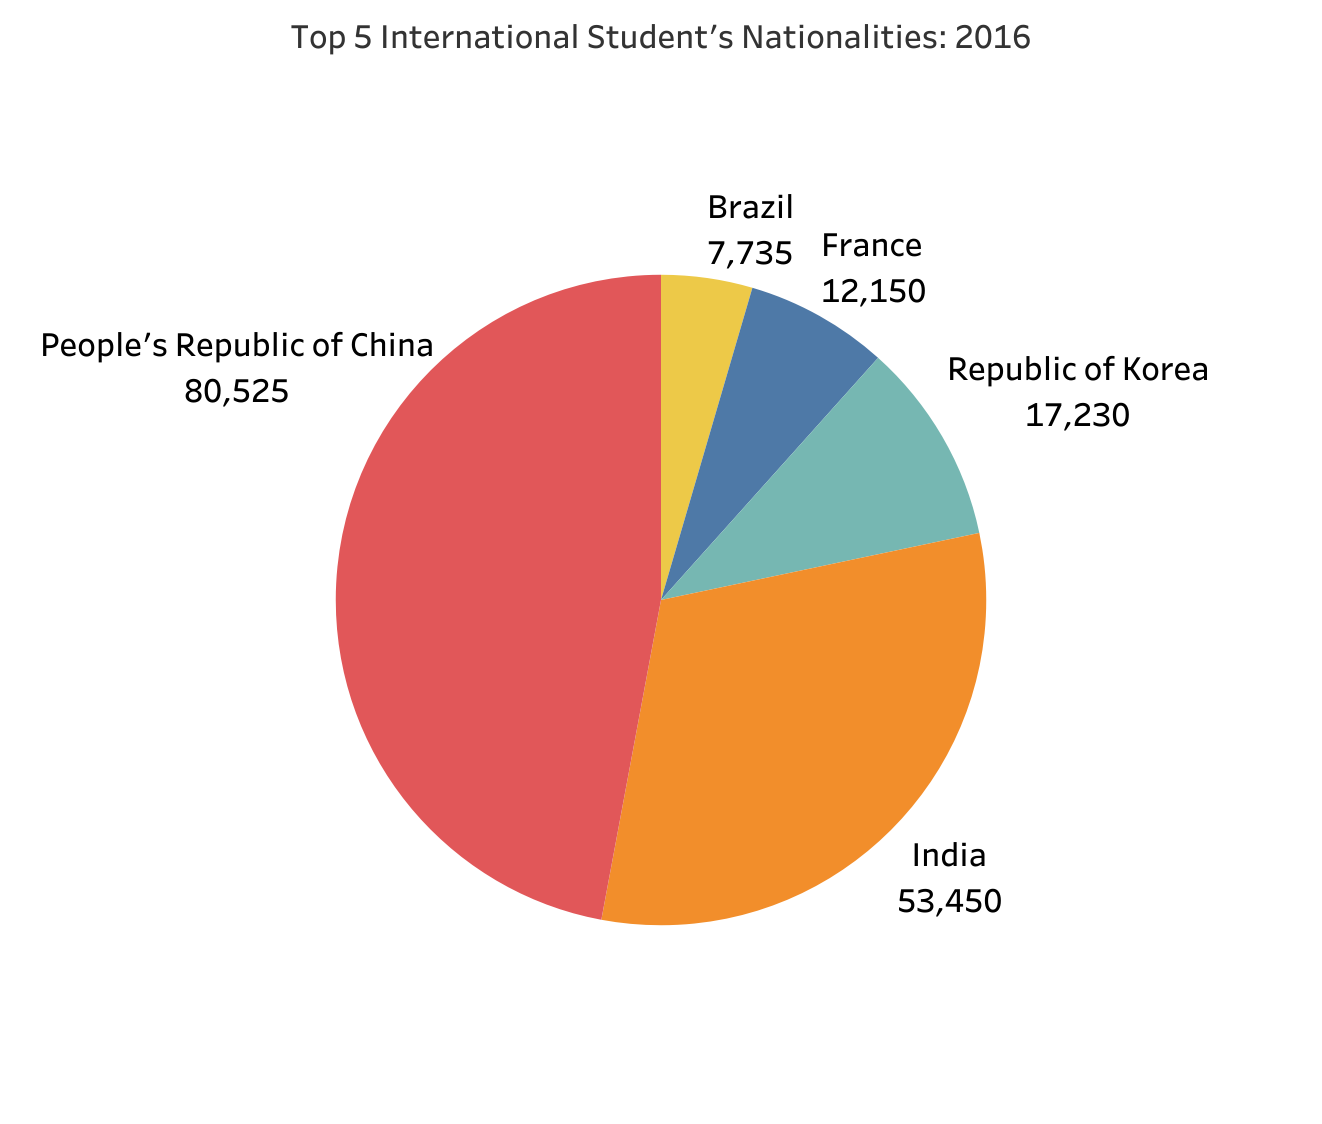 Top 5 International Student’s Nationalities: 2016
Brazil
7,735
France
12,150
People’s Republic of China
80,525
Republic of Korea
17,230
India
53,450